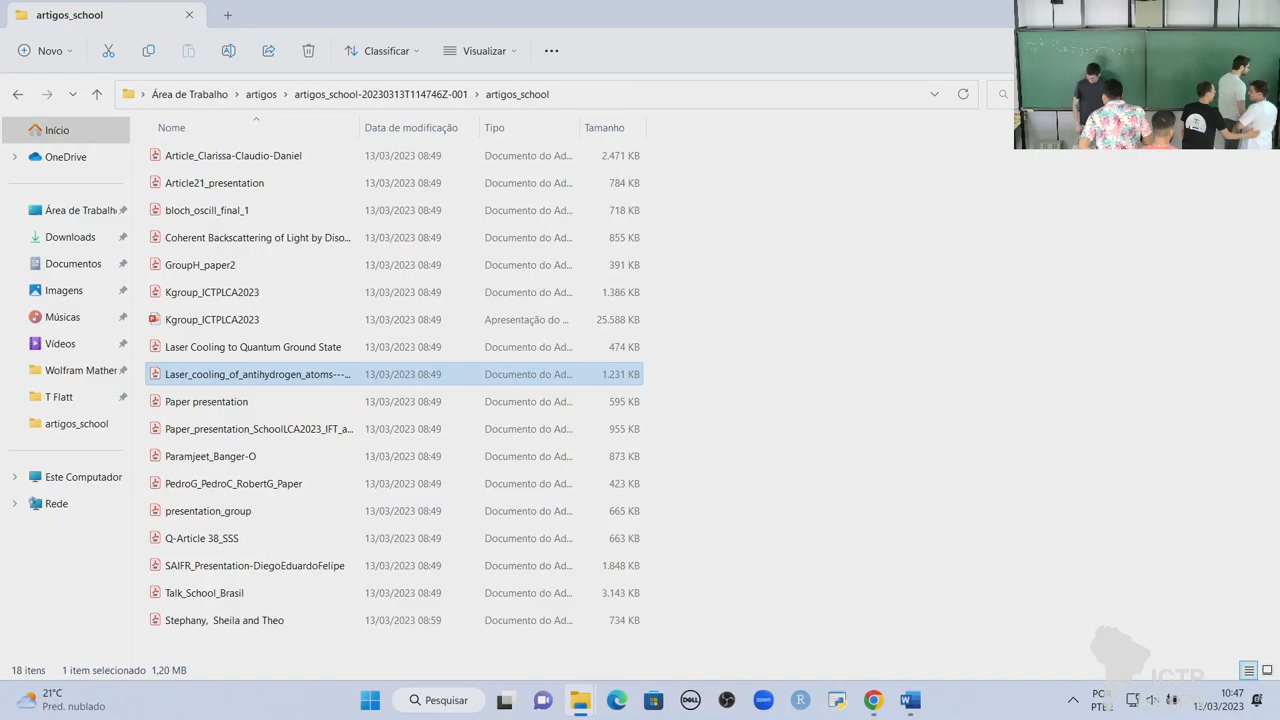 artigos_school
Novo
Classificar
Visualizar
Área de Trabalho > artigos > artigos_school-20230313T114746Z-001 > artigos_school
Nome Data de modificação Tipo Tamanho
Article_Clarissa-Claudio-Daniel 13/03/2023 08:49 Documento do Ad... 2.471 KB
Article21_presentation 13/03/2023 08:49 Documento do Ad... 784 KB
bloch_oscill_final_1 13/03/2023 08:49 Documento do Ad... 718 KB
Coherent Backscattering of Light by Diso... 13/03/2023 08:49 Documento do Ad... 855 KB
GroupH_paper2 13/03/2023 08:49 Documento do Ad... 391 KB
Kgroup_ICTPLCA2023 13/03/2023 08:49 Documento do Ad... 1.386 KB
Kgroup_ICTPLCA2023 13/03/2023 08:49 Apresentação do ... 25.588 KB
Laser Cooling to Quantum Ground State 13/03/2023 08:49 Documento do Ad... 474 KB
Laser_cooling_of_antihydrogen_atoms---... 13/03/2023 08:49 Documento do Ad... 1.231 KB
Paper presentation 13/03/2023 08:49 Documento do Ad... 595 KB
Paper_presentation_SchoolLCA2023_IFT_a... 13/03/2023 08:49 Documento do Ad... 955 KB
Paramjeet_Banger-O 13/03/2023 08:49 Documento do Ad... 873 KB
PedroG_PedroC_RobertG_Paper 13/03/2023 08:49 Documento do Ad... 423 KB
presentation_group 13/03/2023 08:49 Documento do Ad... 665 KB
Q-Article 38_SSS 13/03/2023 08:49 Documento do Ad... 663 KB
SAIFR_Presentation-DiegoEduardoFelipe 13/03/2023 08:49 Documento do Ad... 1.848 KB
Talk_School_Brasil 13/03/2023 08:49 Documento do Ad... 3.143 KB
Stephany, Sheila and Theo 13/03/2023 08:59 Documento do Ad... 734 KB
Início
OneDrive
Área de Trabalh
Downloads
Documentos
Imagens
Músicas
Vídeos
Wolfram Mather
T Flatt
artigos_school
Este Computador
Rede
18 itens 1 item selecionado 1,20 MB
ICTP
21°C
Pred. nublado
Pesquisar
DELL
zoom
R
POR
PTB2
10:47
13/03/2023